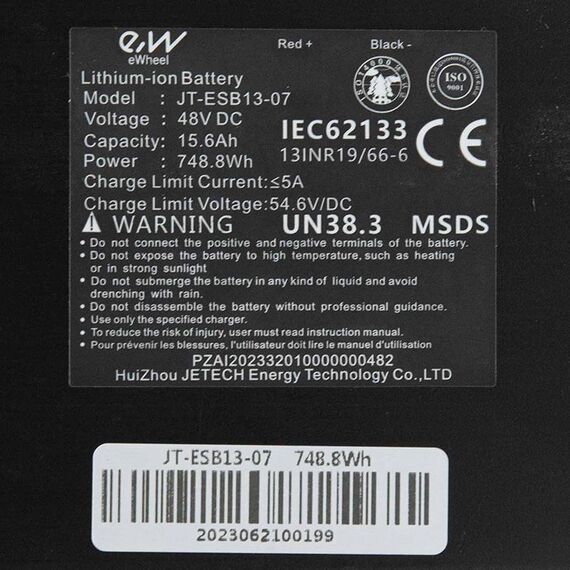 eW
eWheel
Red + Black -
Lithium-ion Battery
Model : JT-ESB13-07
Voltage : 48V DC
Capacity: 15.6Ah
Power : 748.8Wh
ISO14000
ISO
9001
IEC62133
13INR19/66-6
CE
Charge Limit Current:≤5A
Charge Limit Voltage:54.6V/DC
WARNING UN38.3 MSDS
• Do not connect the positive and negative terminals of the battery.
• Do not expose the battery to high temperature, such as heating
or in strong sunlight
• Do not submerge the battery in any kind of liquid and avoid
drenching with rain.
• Do not disassemble the battery without professional guidance.
• Use only the specified charger.
• To reduce the risk of injury, user must read instruction manual.
• Pour prévenir les blessures, l'utilisateur doit lire le manuel d'utilisation
PZAI202332010000000482
HuiZhou JETECH Energy Technology Co.,LTD
JT-ESB13-07 748.8Wh
2023062100199